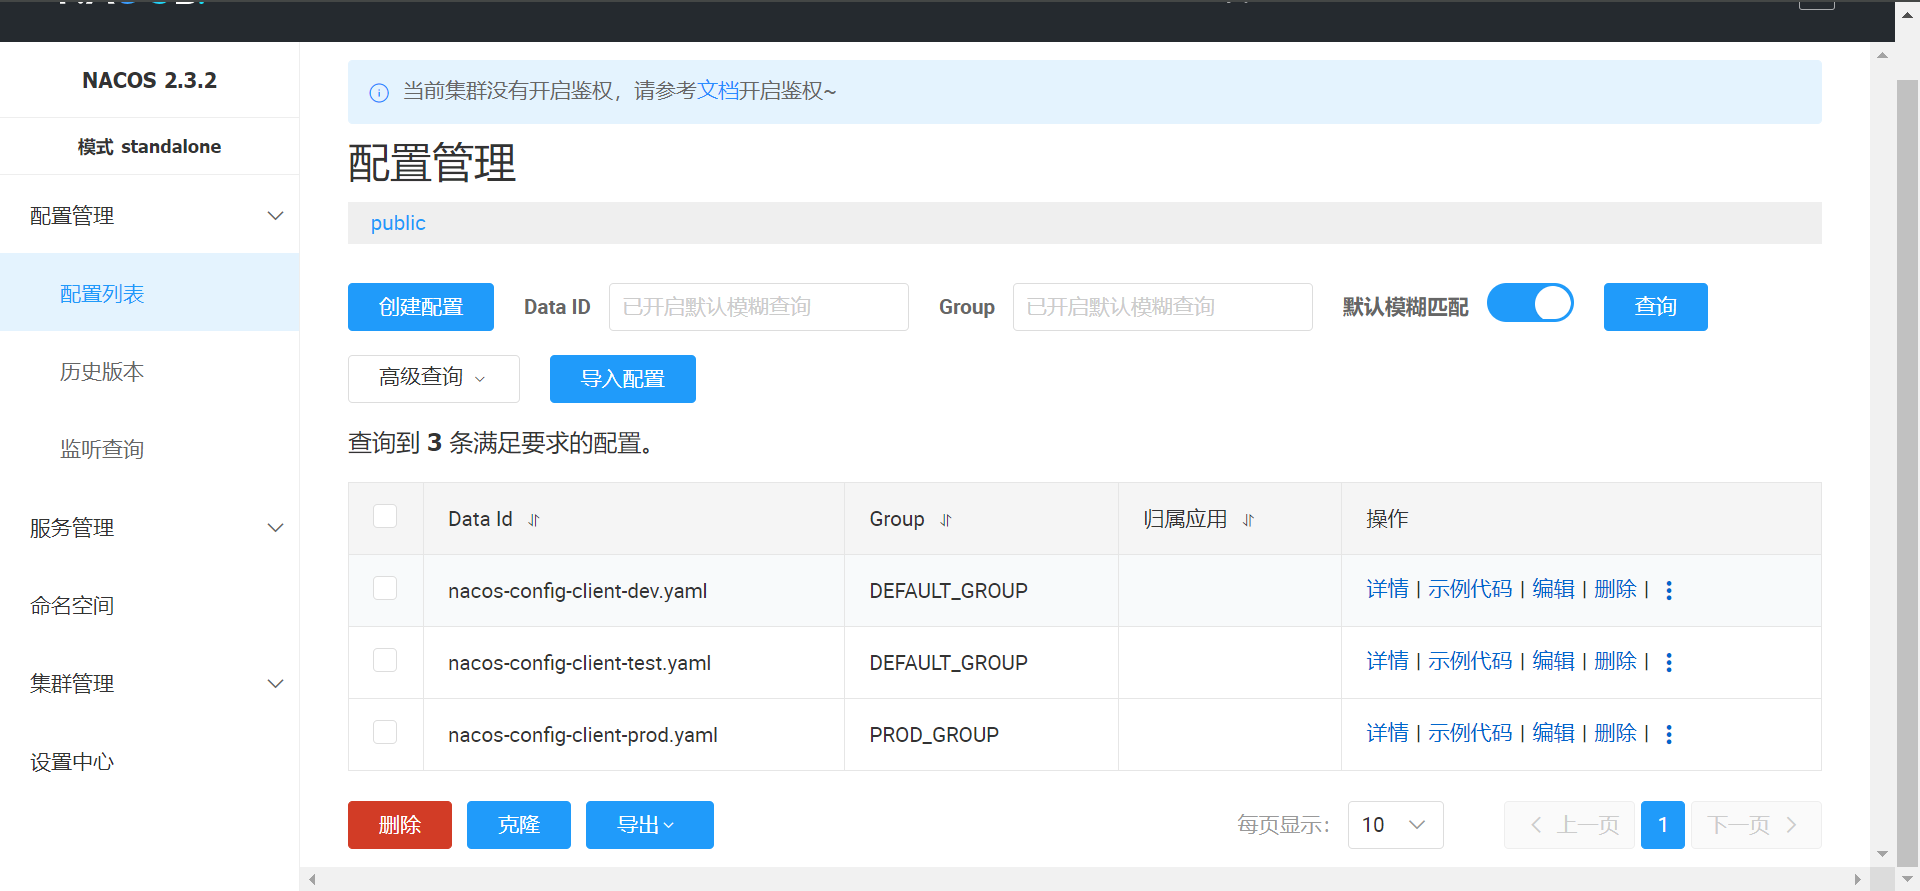 NACOS 2.3.2
模式 standalone
配置管理
配置列表
历史版本
监听查询
服务管理
命名空间
集群管理
设置中心
当前集群没有开启鉴权，请参考文档开启鉴权~
配置管理
public
创建配置 Data ID 已开启默认模糊查询 Group 已开启默认模糊查询 默认模糊匹配 查询
高级查询 导入配置
查询到 3 条满足要求的配置。
Data Id Group 归属应用 操作
nacos-config-client-dev.yaml DEFAULT_GROUP 详情 | 示例代码 | 编辑 | 删除 |
nacos-config-client-test.yaml DEFAULT_GROUP 详情 | 示例代码 | 编辑 | 删除 |
nacos-config-client-prod.yaml PROD_GROUP 详情 | 示例代码 | 编辑 | 删除 |
删除 克隆 导出 每页显示： 10 上一页 1 下一页